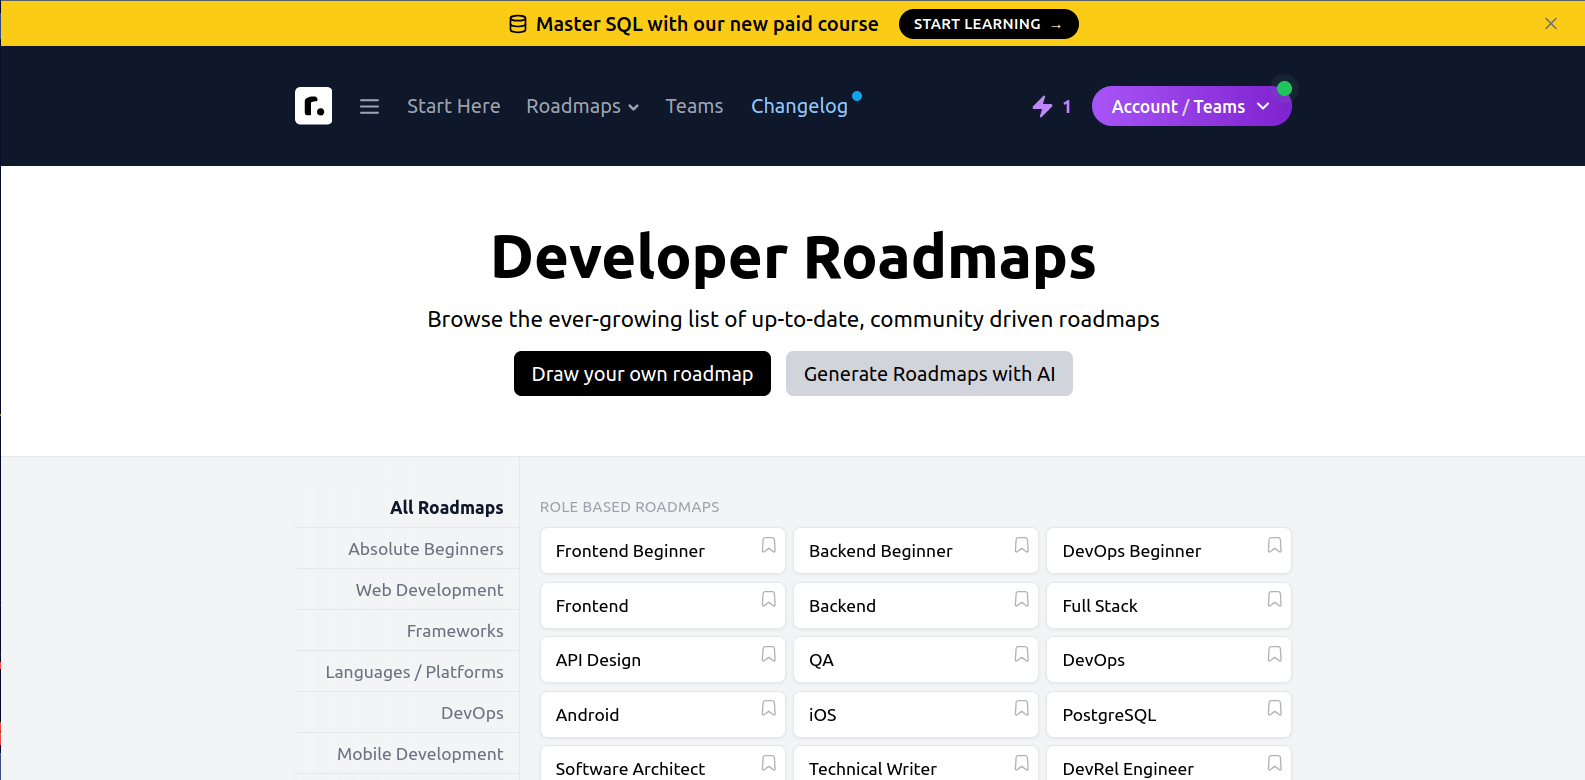 Master SQL with our new paid course START LEARNING →
r. Start Here Roadmaps Teams Changelog 1 Account / Teams
Developer Roadmaps
Browse the ever-growing list of up-to-date, community driven roadmaps
Draw your own roadmap Generate Roadmaps with AI
All Roadmaps
Absolute Beginners
Web Development
Frameworks
Languages / Platforms
DevOps
Mobile Development
ROLE BASED ROADMAPS
Frontend Beginner Backend Beginner DevOps Beginner
Frontend Backend Full Stack
API Design QA DevOps
Android iOS PostgreSQL
Software Architect Technical Writer DevRel Engineer